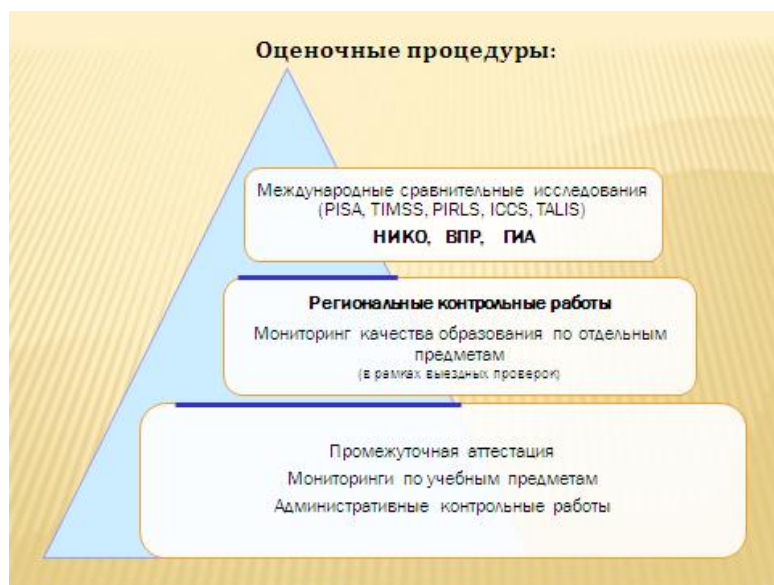 Оценочные процедуры:
Международные сравнительные исследования
(PISA, TIMSS, PIRLS, ICCS, TALIS)
НИКО, ВПР, ГИА
Региональные контрольные работы
Мониторинг качества образования по отдельным
предметам
(в рамках выездных проверок)
Промежуточная аттестация
Мониторинги по учебным предметам
Административные контрольные работы